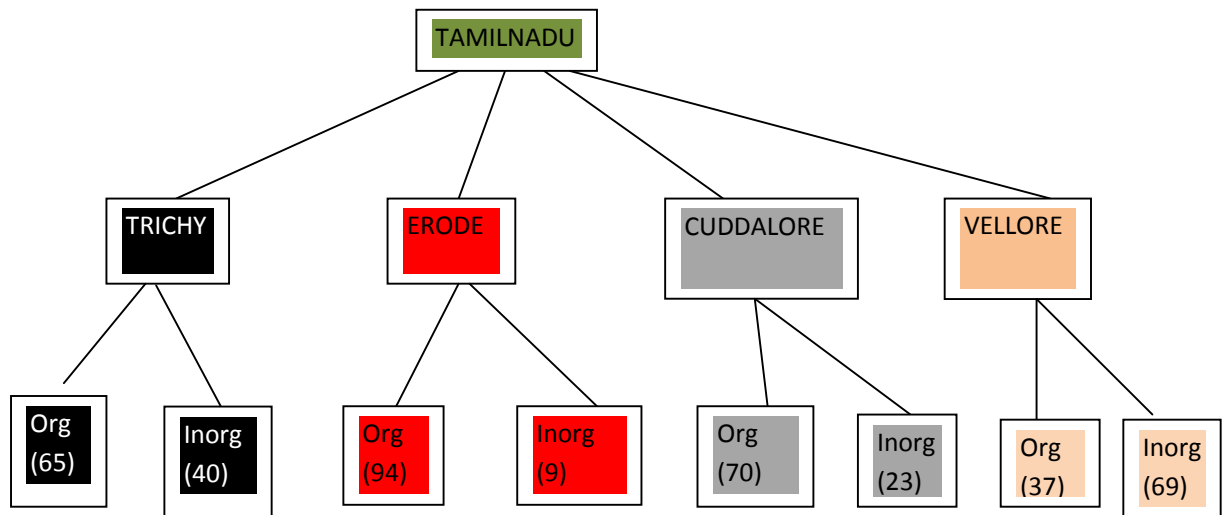 TAMILNADU
TRICHY
ERODE
CUDDALORE
VELLORE
Org
(65)
Inorg
(40)
Org
(94)
Inorg
(9)
Org
(70)
Inorg
(23)
Org
(37)
Inorg
(69)